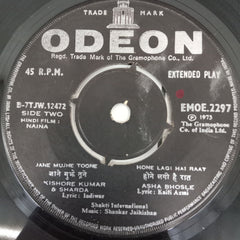 TRADE MARK
ODEON
Regd. Trade Mark of The Gramophone Co., Ltd.
45 R.P.M.
EXTENDED PLAY
B-7TJW.12472
SIDE TWO
HINDI FILM:
NAINA
EMOE.2297
℗ 1973
The Gramophone Co.
of India Ltd.
JANE MUJHE TOONE
जाने मुझे तूने
KISHORE KUMAR
& SHARDA
Lyric: Indiwar
HONE LAGI HAI RAAT
होने लगी है रात
ASHA BHOSLE
Lyric: Kaifi Azmi
Shakti International
Music: Shankar Jaikishan